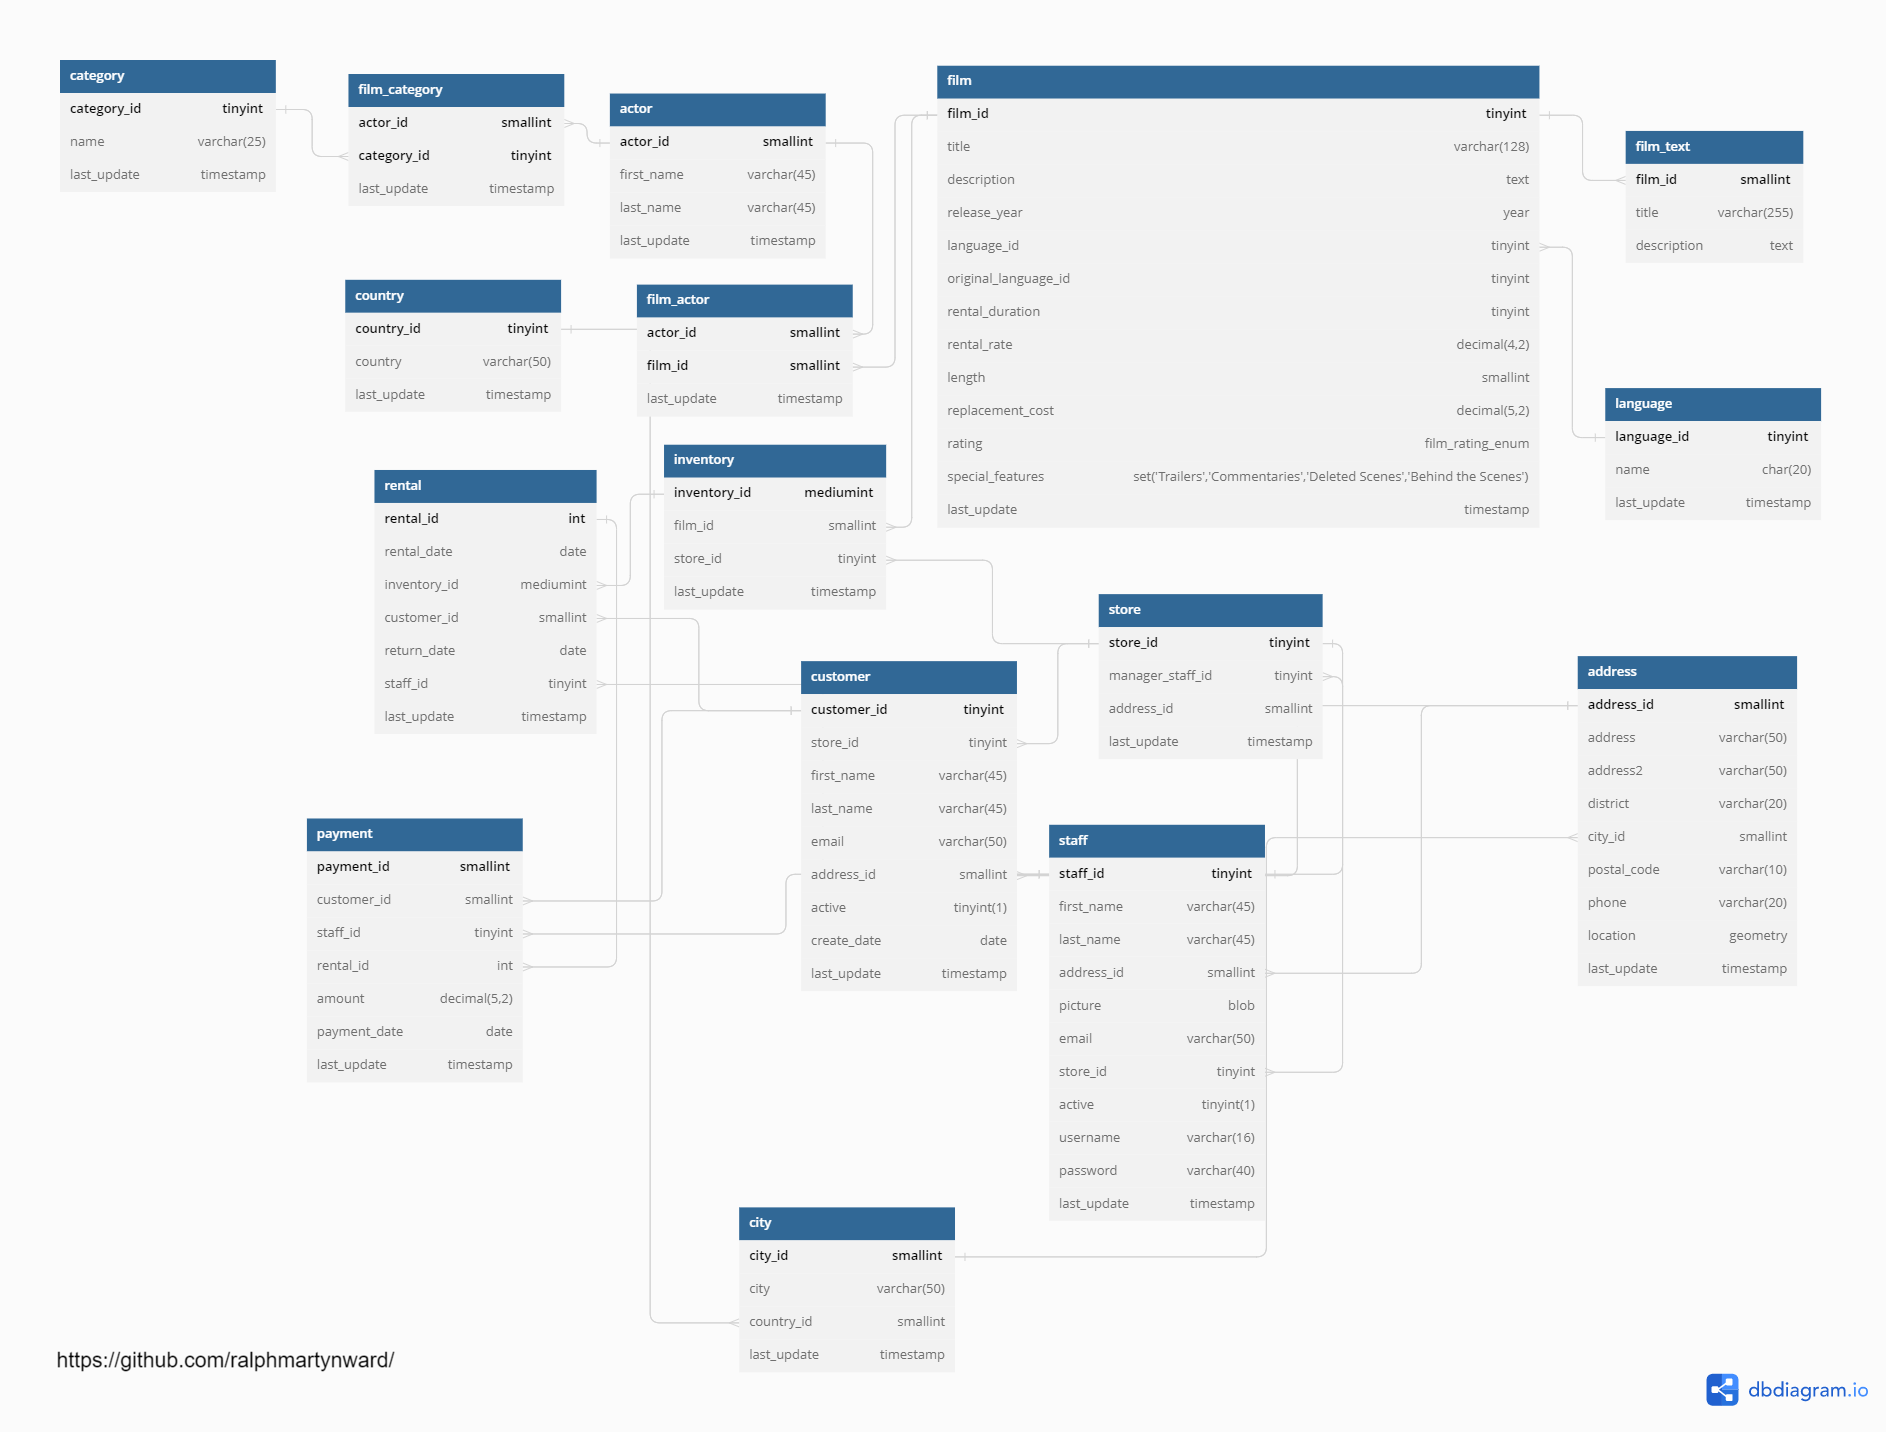 category
category_id tinyint
name varchar(25)
last_update timestamp
film_category
actor_id smallint
category_id tinyint
last_update timestamp
actor
actor_id smallint
first_name varchar(45)
last_name varchar(45)
last_update timestamp
film
film_id tinyint
title varchar(128)
description text
release_year year
language_id tinyint
original_language_id tinyint
rental_duration tinyint
rental_rate decimal(4,2)
length smallint
replacement_cost decimal(5,2)
rating film_rating_enum
special_features set('Trailers','Commentaries','Deleted Scenes','Behind the Scenes')
last_update timestamp
film_text
film_id smallint
title varchar(255)
description text
country
country_id tinyint
country varchar(50)
last_update timestamp
film_actor
actor_id smallint
film_id smallint
last_update timestamp
language
language_id tinyint
name char(20)
last_update timestamp
inventory
inventory_id mediumint
film_id smallint
store_id tinyint
last_update timestamp
rental
rental_id int
rental_date date
inventory_id mediumint
customer_id smallint
return_date date
staff_id tinyint
last_update timestamp
store
store_id tinyint
manager_staff_id tinyint
address_id smallint
last_update timestamp
customer
customer_id tinyint
store_id tinyint
first_name varchar(45)
last_name varchar(45)
email varchar(50)
address_id smallint
active tinyint(1)
create_date date
last_update timestamp
address
address_id smallint
address varchar(50)
address2 varchar(50)
district varchar(20)
city_id smallint
postal_code varchar(10)
phone varchar(20)
location geometry
last_update timestamp
payment
payment_id smallint
customer_id smallint
staff_id tinyint
rental_id int
amount decimal(5,2)
payment_date date
last_update timestamp
staff
staff_id tinyint
first_name varchar(45)
last_name varchar(45)
address_id smallint
picture blob
email varchar(50)
store_id tinyint
active tinyint(1)
username varchar(16)
password varchar(40)
last_update timestamp
city
city_id smallint
city varchar(50)
country_id smallint
last_update timestamp
https://github.com/ralphmartynward/
dbdiagram.io